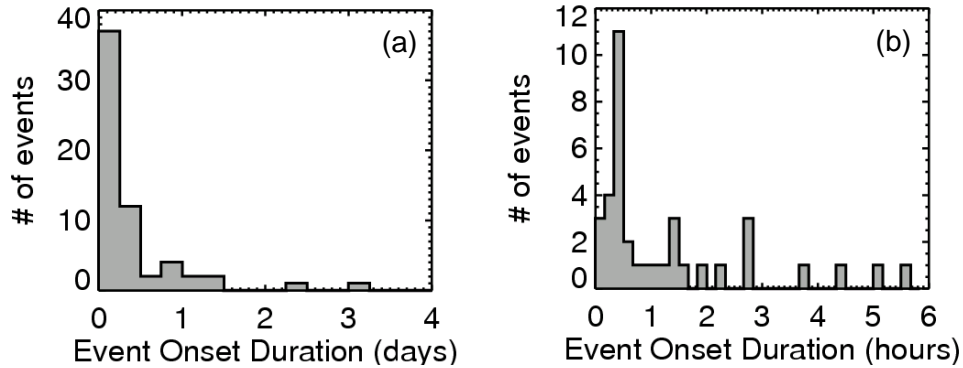 40
30
20
10
0
# of events
(a)
0 1 2 3 4
Event Onset Duration (days)
12
10
8
6
4
2
0
# of events
(b)
0 1 2 3 4 5 6
Event Onset Duration (hours)